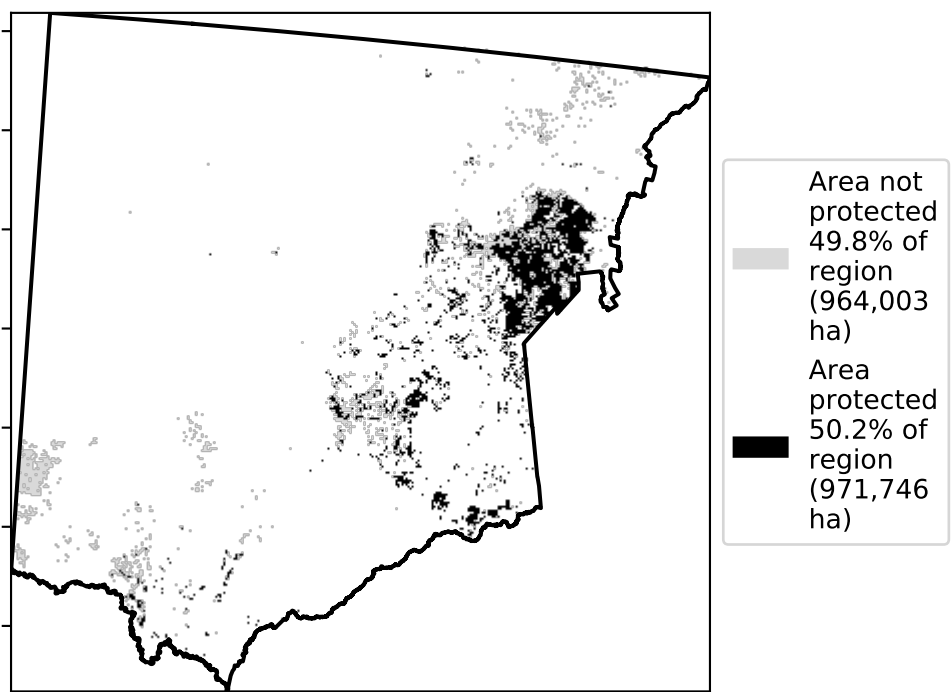 Area not
protected
49.8% of
region
(964,003
ha)
Area
protected
50.2% of
region
(971,746
ha)